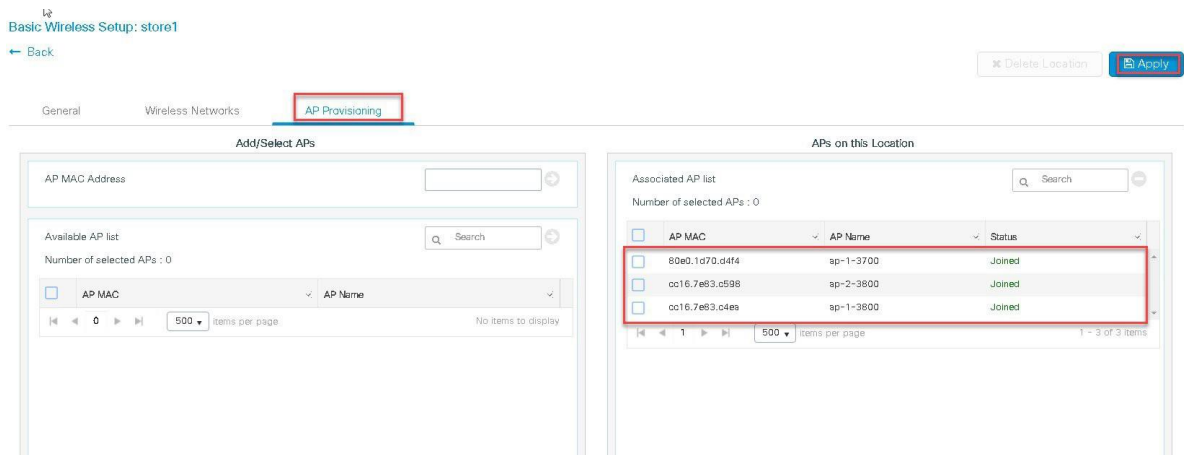 Basic Wireless Setup: store1
← Back
✖ Delete Location
Apply
General
Wireless Networks
AP Provisioning
Add/Select APs
APs on this Location
AP MAC Address
Associated AP list
Search
Number of selected APs : 0
Available AP list
Search
Number of selected APs : 0
AP MAC
AP Name
Status
80e0.1d70.d4f4
ap-1-3700
Joined
cc16.7e63.c598
ap-2-3800
Joined
cc16.7e63.c4ea
ap-1-3800
Joined
AP MAC
AP Name
0
500
items per page
No items to display
1
500
items per page
1 - 3 of 3 items